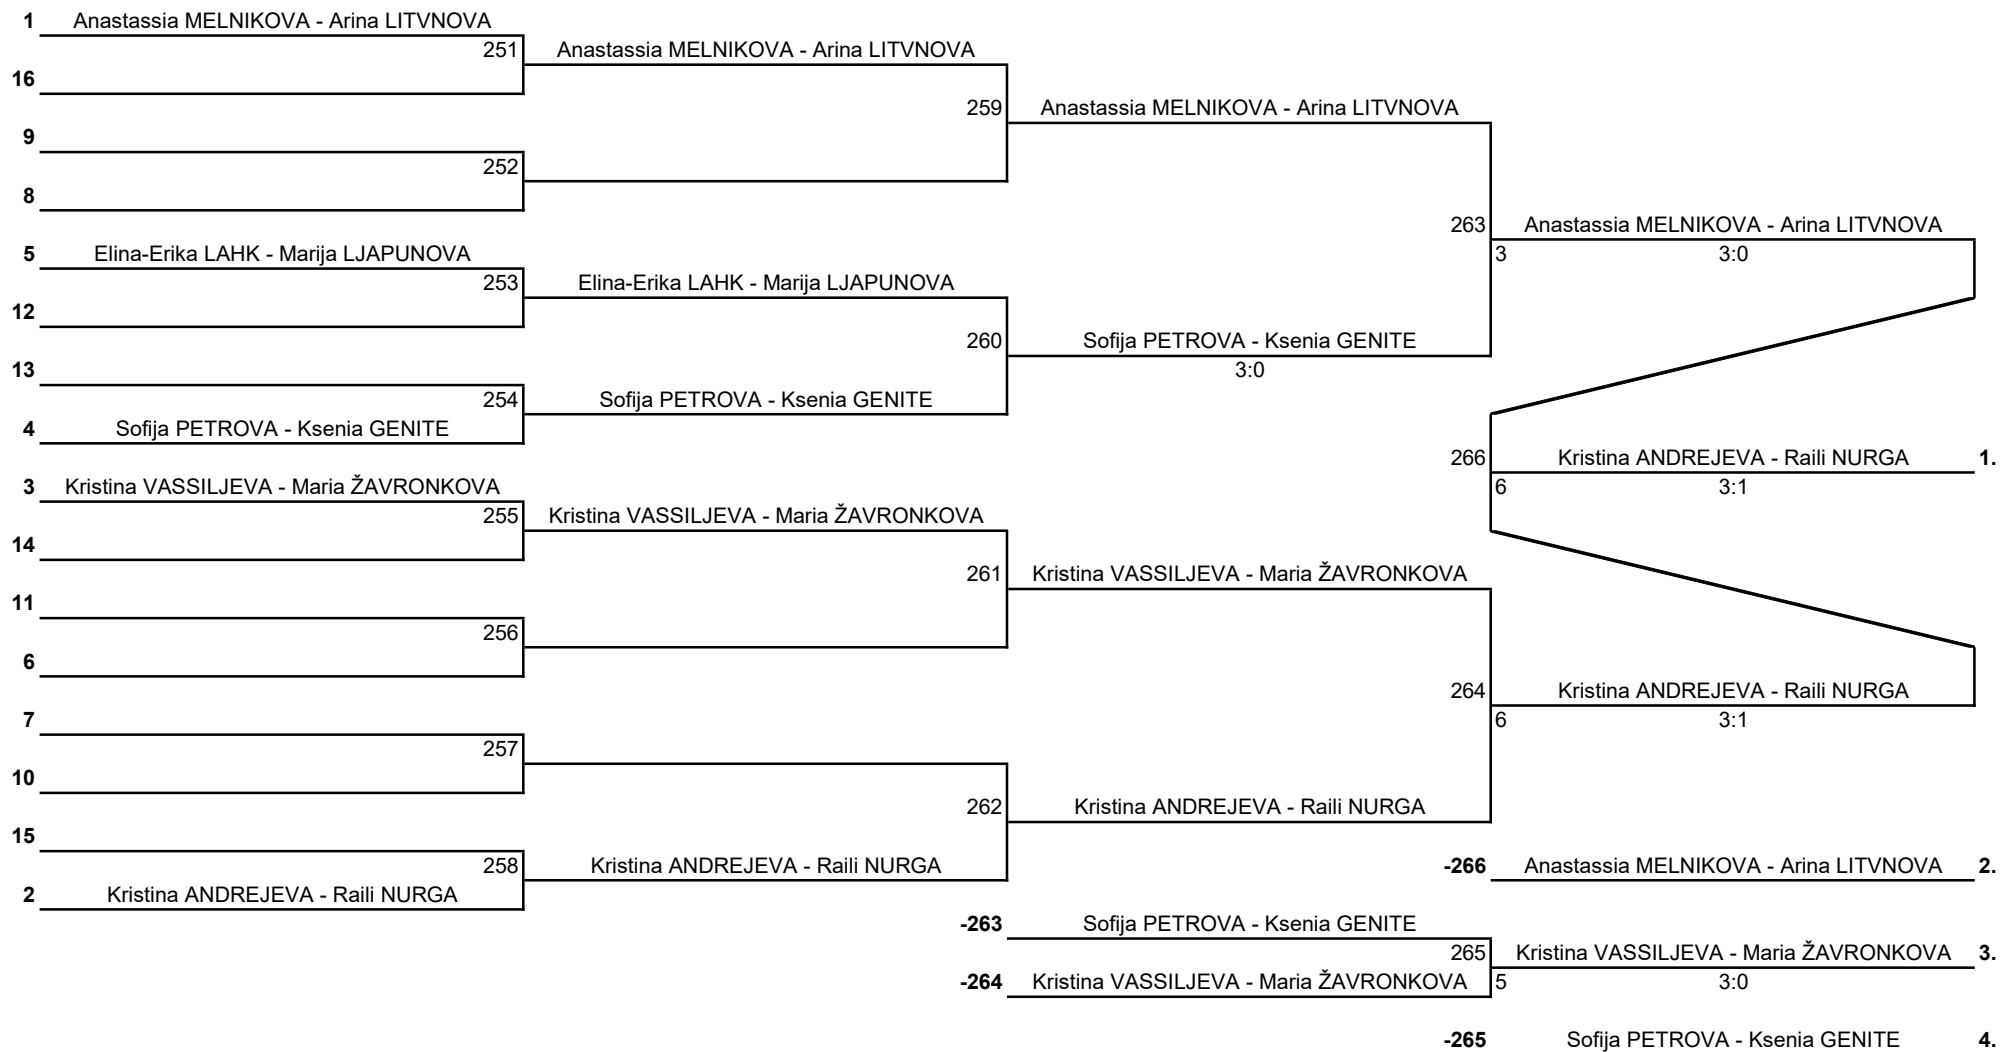 1 Anastassia MELNIKOVA - Arina LITVNOVA
251 Anastassia MELNIKOVA - Arina LITVNOVA
16
259 Anastassia MELNIKOVA - Arina LITVNOVA
9
252
8
263 Anastassia MELNIKOVA - Arina LITVNOVA
5 Elina-Erika LAHK - Marija LJAPUNOVA
3 3:0
253 Elina-Erika LAHK - Marija LJAPUNOVA
12
260 Sofija PETROVA - Ksenia GENITE
13
3:0
254 Sofija PETROVA - Ksenia GENITE
4 Sofija PETROVA - Ksenia GENITE
266 Kristina ANDREJEVA - Raili NURGA 1.
3 Kristina VASSILJEVA - Maria ŽAVRONKOVA
6 3:1
255 Kristina VASSILJEVA - Maria ŽAVRONKOVA
14
261 Kristina VASSILJEVA - Maria ŽAVRONKOVA
11
256
6
264 Kristina ANDREJEVA - Raili NURGA
7
6 3:1
257
10
262 Kristina ANDREJEVA - Raili NURGA
15
258 Kristina ANDREJEVA - Raili NURGA
-266 Anastassia MELNIKOVA - Arina LITVNOVA 2.
2 Kristina ANDREJEVA - Raili NURGA
-263 Sofija PETROVA - Ksenia GENITE
265 Kristina VASSILJEVA - Maria ŽAVRONKOVA 3.
-264 Kristina VASSILJEVA - Maria ŽAVRONKOVA
5 3:0
-265 Sofija PETROVA - Ksenia GENITE 4.